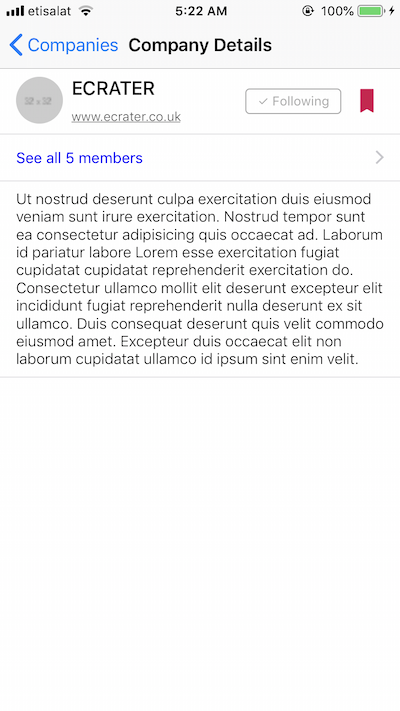 etisalat 5:22 AM 100%
Companies Company Details
ECRATER
www.ecrater.co.uk
Following
See all 5 members
Ut nostrud deserunt culpa exercitation duis eiusmod
veniam sunt irure exercitation. Nostrud tempor sunt
ea consectetur adipisicing quis occaecat ad. Laborum
id pariatur labore Lorem esse exercitation fugiat
cupidatat cupidatat reprehenderit exercitation do.
Consectetur ullamco mollit elit deserunt excepteur elit
incididunt fugiat reprehenderit nulla deserunt ex sit
ullamco. Duis consequat deserunt quis velit commodo
eiusmod amet. Excepteur duis occaecat elit non
laborum cupidatat ullamco id ipsum sint enim velit.